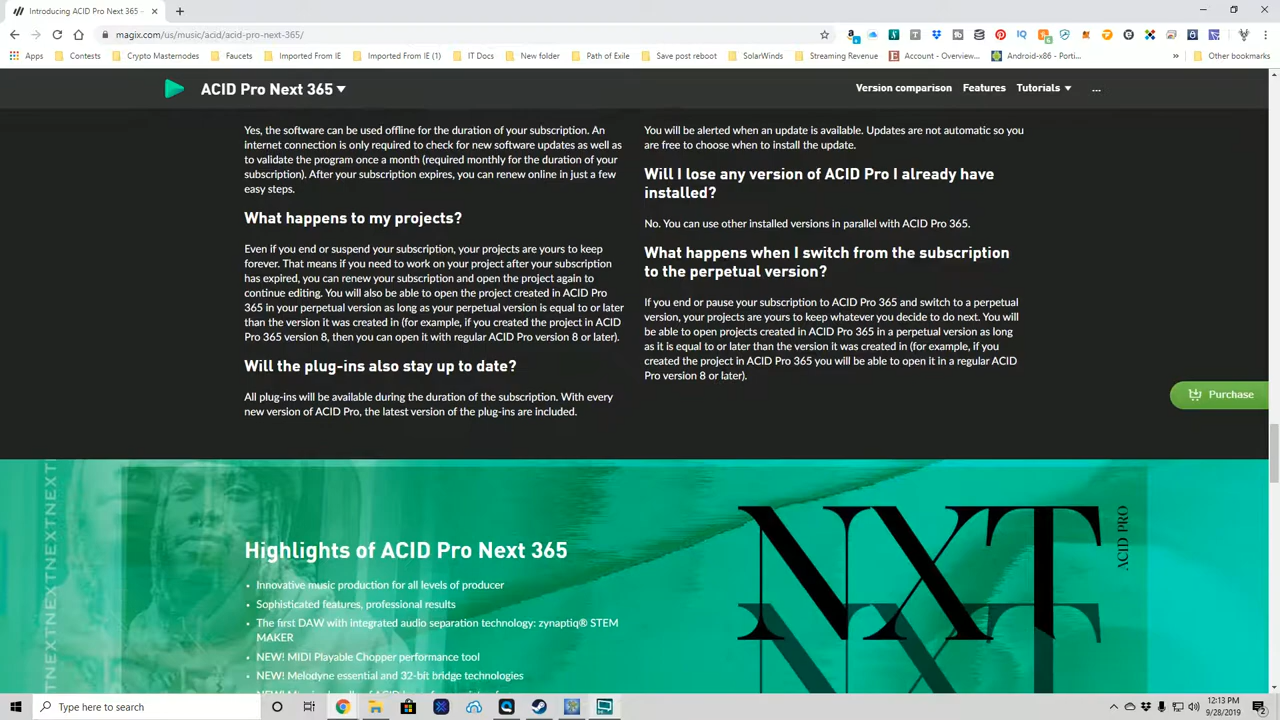 Introducing ACID Pro Next 365 -
magix.com/us/music/acid/acid-pro-next-365/
Apps Contests Crypto Masternodes Faucets Imported From IE Imported From IE (1) IT Docs New folder Path of Exile Save post reboot SolarWinds Streaming Revenue Account - Overview... Android-x86 - Porti... » Other bookmarks
ACID Pro Next 365 Version comparison Features Tutorials ...
Yes, the software can be used offline for the duration of your subscription. An
internet connection is only required to check for new software updates as well as
to validate the program once a month (required monthly for the duration of your
subscription). After your subscription expires, you can renew online in just a few
easy steps.
What happens to my projects?
Even if you end or suspend your subscription, your projects are yours to keep
forever. That means if you need to work on your project after your subscription
has expired, you can renew your subscription and open the project again to
continue editing. You will also be able to open the project created in ACID Pro
365 in your perpetual version as long as your perpetual version is equal to or later
than the version it was created in (for example, if you created the project in ACID
Pro 365 version 8, then you can open it with regular ACID Pro version 8 or later).
Will the plug-ins also stay up to date?
All plug-ins will be available during the duration of the subscription. With every
new version of ACID Pro, the latest version of the plug-ins are included.
You will be alerted when an update is available. Updates are not automatic so you
are free to choose when to install the update.
Will I lose any version of ACID Pro I already have
installed?
No. You can use other installed versions in parallel with ACID Pro 365.
What happens when I switch from the subscription
to the perpetual version?
If you end or pause your subscription to ACID Pro 365 and switch to a perpetual
version, your projects are yours to keep whatever you decide to do next. You will
be able to open projects created in ACID Pro 365 in a perpetual version as long
as it is equal to or later than the version it was created in (for example, if you
created the project in ACID Pro 365 you will be able to open it in a regular ACID
Pro version 8 or later).
Purchase
NEXTNEXTNEXTNEXT
Highlights of ACID Pro Next 365
• Innovative music production for all levels of producer
• Sophisticated features, professional results
• The first DAW with integrated audio separation technology: zynaptiq® STEM
MAKER
• NEW! MIDI Playable Chopper performance tool
• NEW! Melodyne essential and 32-bit bridge technologies
NXT
ACID PRO
Type here to search
12:13 PM
9/28/2019
2